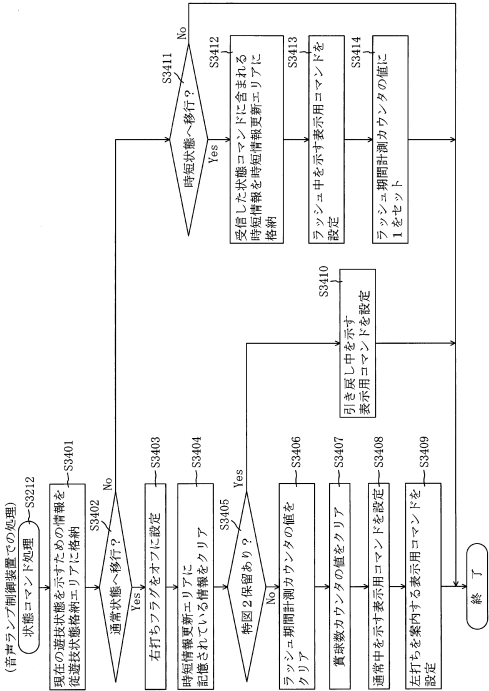 (音声ランプ制御装置での処理)
状態コマンド処理
S3212
現在の遊技状態を示すための情報を
従遊技状態格納エリアに格納
S3401
通常状態へ移行？
S3402
No
Yes
右打ちフラグをオフに設定
S3403
時短情報更新エリアに
記憶されている情報をクリア
S3404
特図２保留あり？
S3405
Yes
No
ラッシュ期間計測カウンタの値を
クリア
S3406
賞球数カウンタの値をクリア
S3407
通常中を示す表示用コマンドを設定
S3408
左打ちを案内する表示用コマンドを
設定
S3409
引き戻し中を示す
表示用コマンドを設定
S3410
時短状態へ移行？
S3411
No
Yes
受信した状態コマンドに含まれる
時短情報を時短情報更新エリアに
格納
S3412
ラッシュ中を示す表示用コマンドを
設定
S3413
ラッシュ期間計測カウンタの値に
1をセット
S3414
終 了